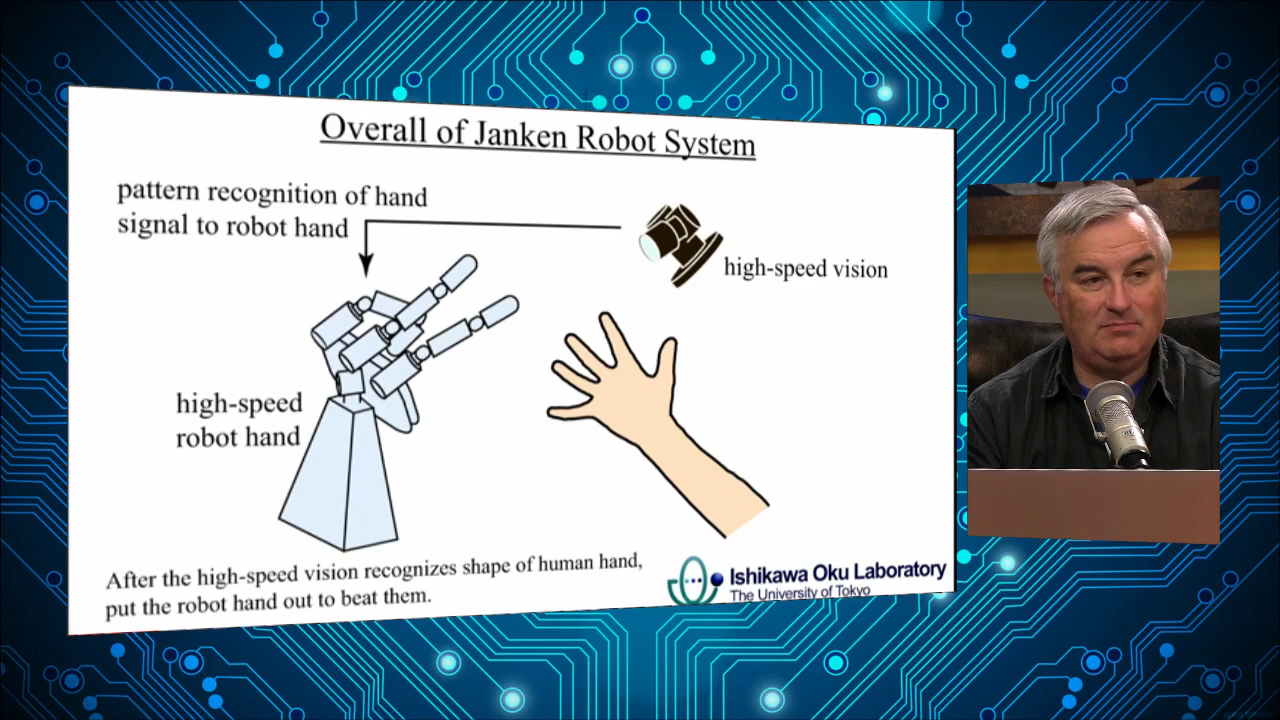 Overall of Janken Robot System
pattern recognition of hand
signal to robot hand
high-speed vision
high-speed
robot hand
After the high-speed vision recognizes shape of human hand,
put the robot hand out to beat them.
Ishikawa Oku Laboratory
The University of Tokyo